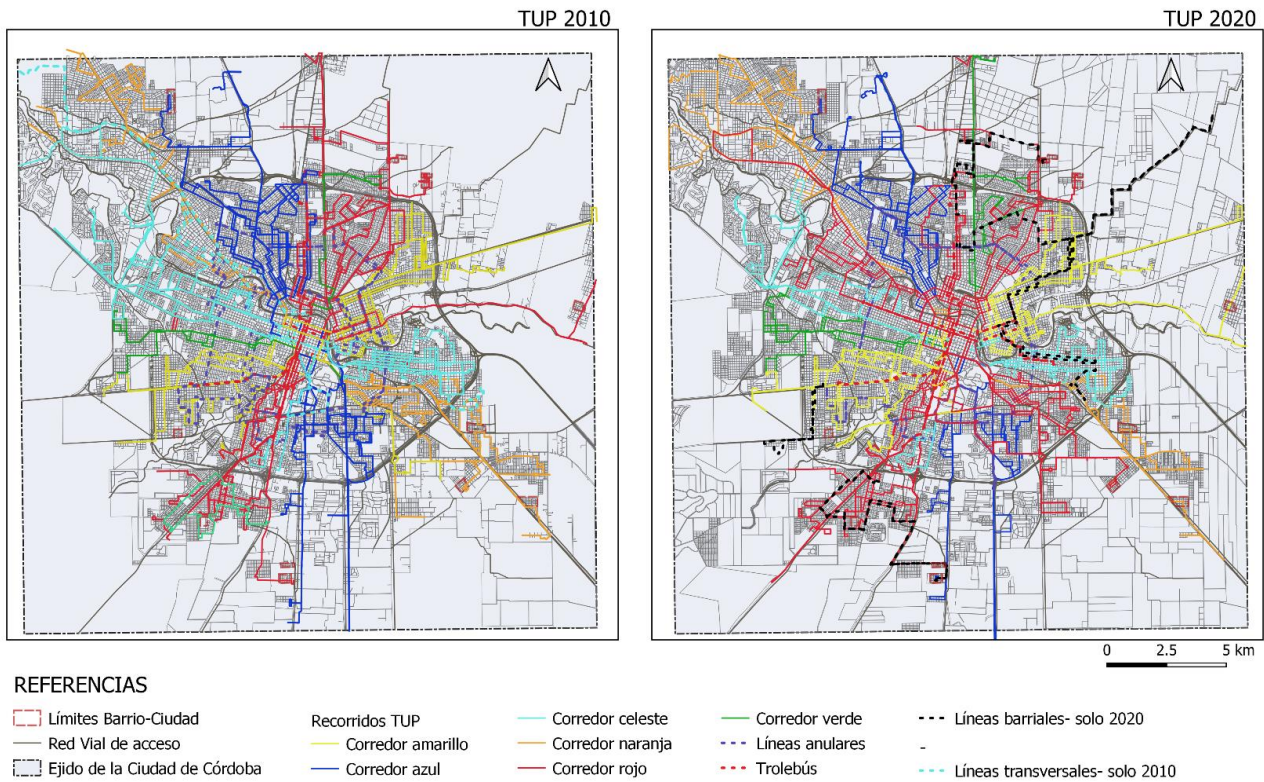 TUP 2010
TUP 2020
0 2.5 5 km
REFERENCIAS
Límites Barrio-Ciudad
Red Vial de acceso
Ejido de la Ciudad de Córdoba
Recorridos TUP
Corredor amarillo
Corredor azul
Corredor celeste
Corredor naranja
Corredor rojo
Corredor verde
Líneas anulares
Trolebús
Líneas barriales- solo 2020
-
Líneas transversales- solo 2010